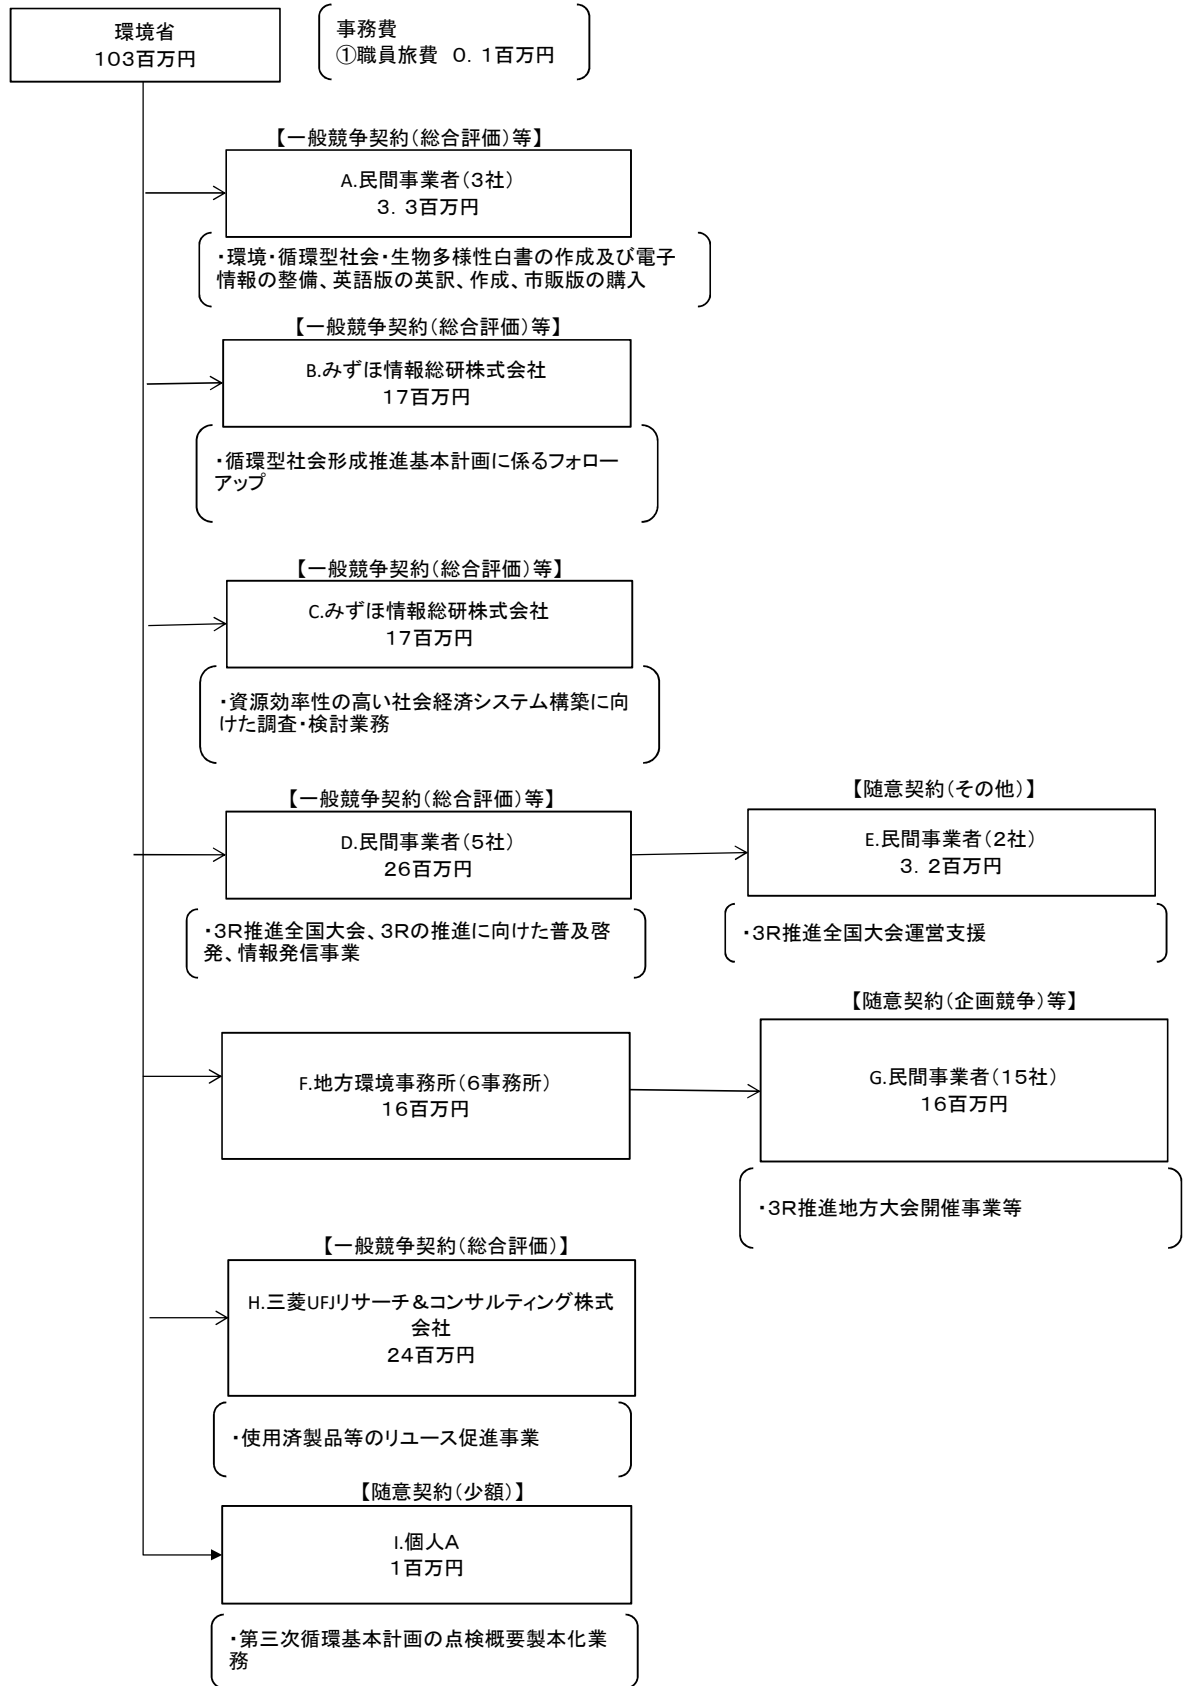 環境省
103百万円
事務費
①職員旅費　0．1百万円
【一般競争契約（総合評価）等】
A.民間事業者（3社）
3．3百万円
・環境・循環型社会・生物多様性白書の作成及び電子
情報の整備、英語版の英訳、作成、市販版の購入
【一般競争契約（総合評価）等】
B.みずほ情報総研株式会社
17百万円
・循環型社会形成推進基本計画に係るフォロー
アップ
【一般競争契約（総合評価）等】
C.みずほ情報総研株式会社
17百万円
・資源効率性の高い社会経済システム構築に向
けた調査・検討業務
【一般競争契約（総合評価）等】
D.民間事業者（5社）
26百万円
・3R推進全国大会、3Rの推進に向けた普及啓
発、情報発信事業
【随意契約（その他）】
E.民間事業者（2社）
3．2百万円
・3R推進全国大会運営支援
F.地方環境事務所（6事務所）
16百万円
【随意契約（企画競争）等】
G.民間事業者（15社）
16百万円
・3R推進地方大会開催事業等
【一般競争契約（総合評価）】
H.三菱UFJリサーチ＆コンサルティング株式
会社
24百万円
・使用済製品等のリユース促進事業
【随意契約（少額）】
I.個人A
1百万円
・第三次循環基本計画の点検概要製本化業
務